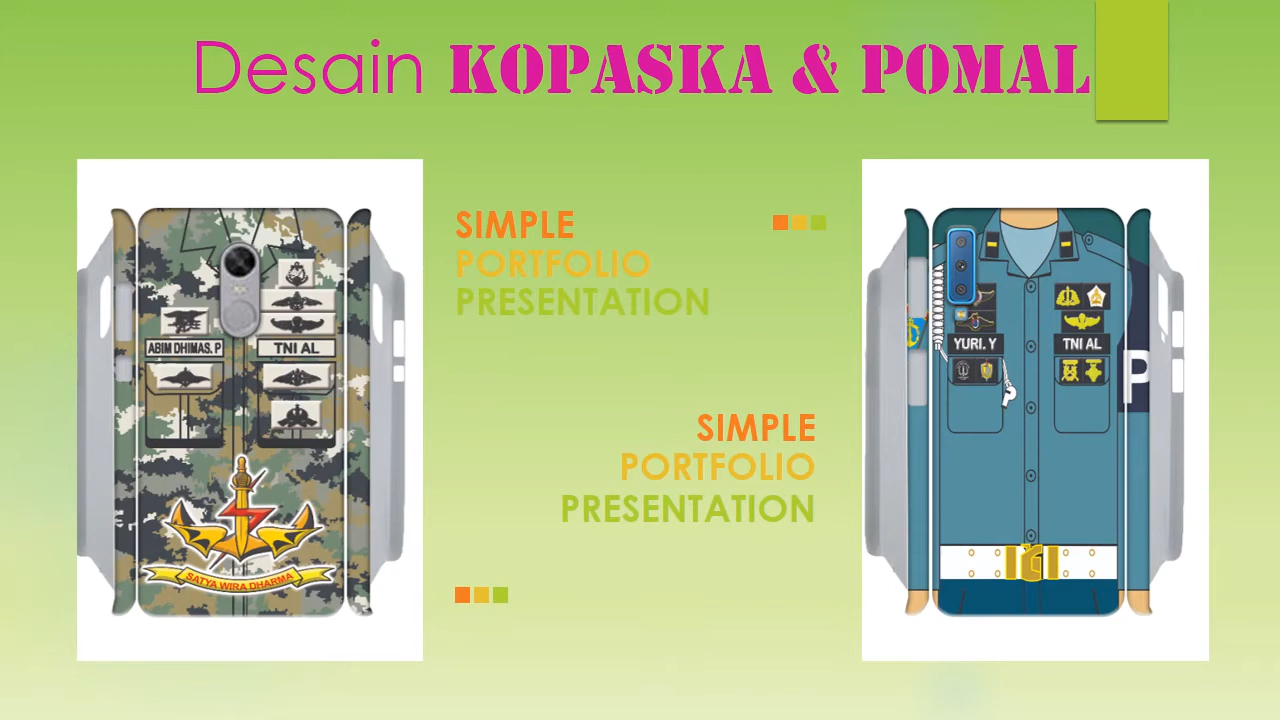 Desain KOPASKA & POMAL
SIMPLE
PORTFOLIO
PRESENTATION
ABIM DHIMAS. P
TNI AL
SATYA WIRA DHARMA
SIMPLE
PORTFOLIO
PRESENTATION
YURI. Y
TNI AL
P